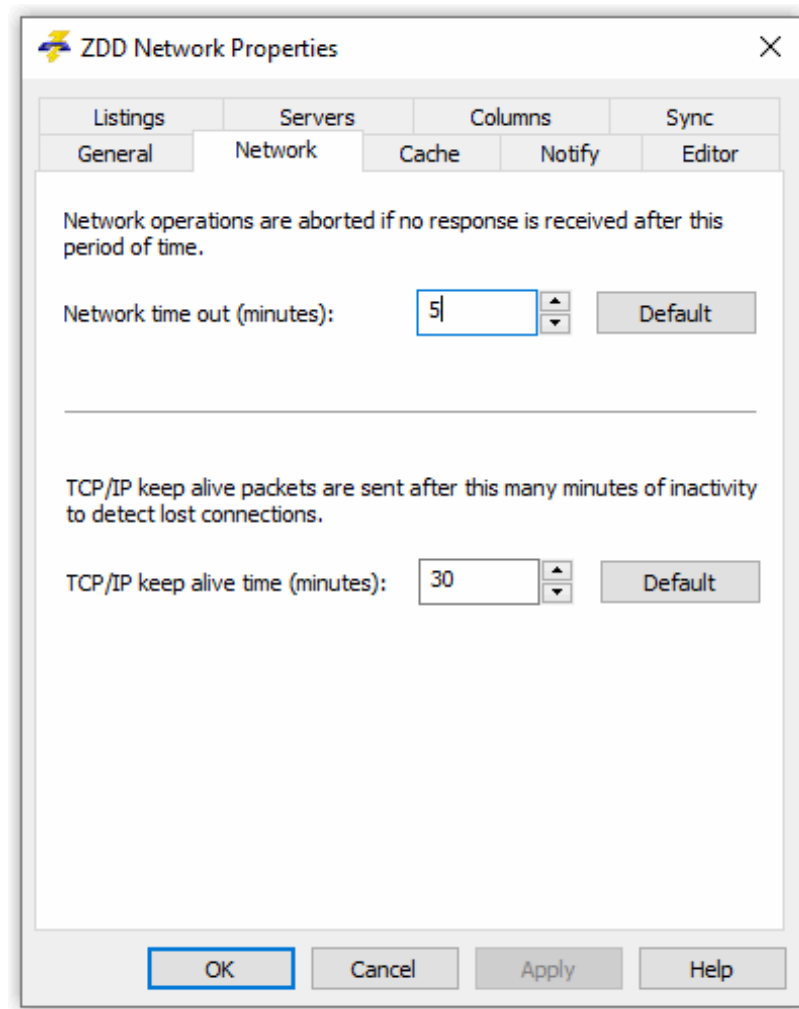 ZDD Network Properties
Listings Servers Columns Sync
General Network Cache Notify Editor
Network operations are aborted if no response is received after this
period of time.
Network time out (minutes): 5 Default
TCP/IP keep alive packets are sent after this many minutes of inactivity
to detect lost connections.
TCP/IP keep alive time (minutes): 30 Default
OK Cancel Apply Help